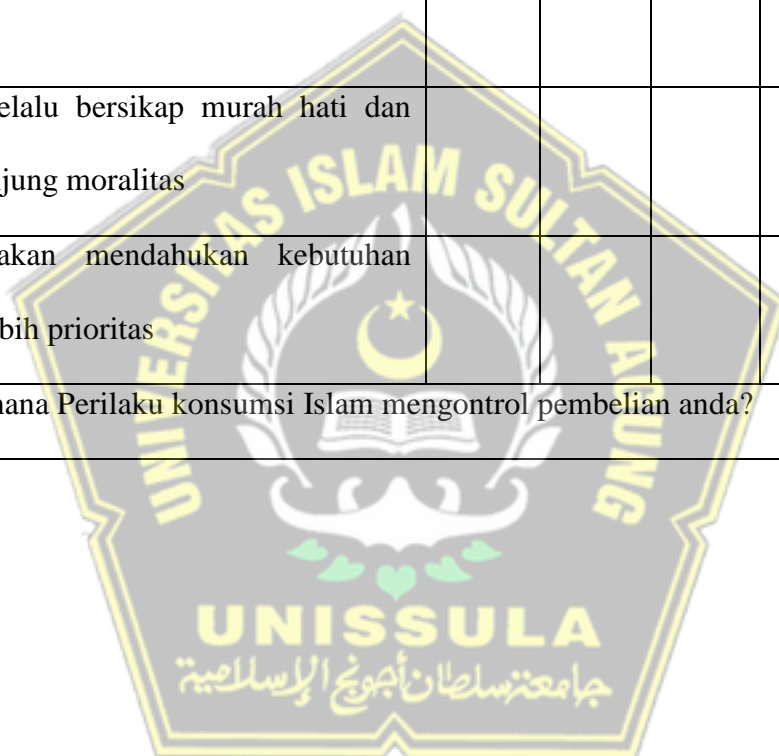 elalu bersikap murah hati dan
jung moralitas
akan mendahukan kebutuhan
bih prioritas
nana Perilaku konsumsi Islam mengontrol pembelian anda?
UNIVERSITAS ISLAM SULTAN AGUNG
UNISSULA
جامعة سلطان أجونج الإسلامية